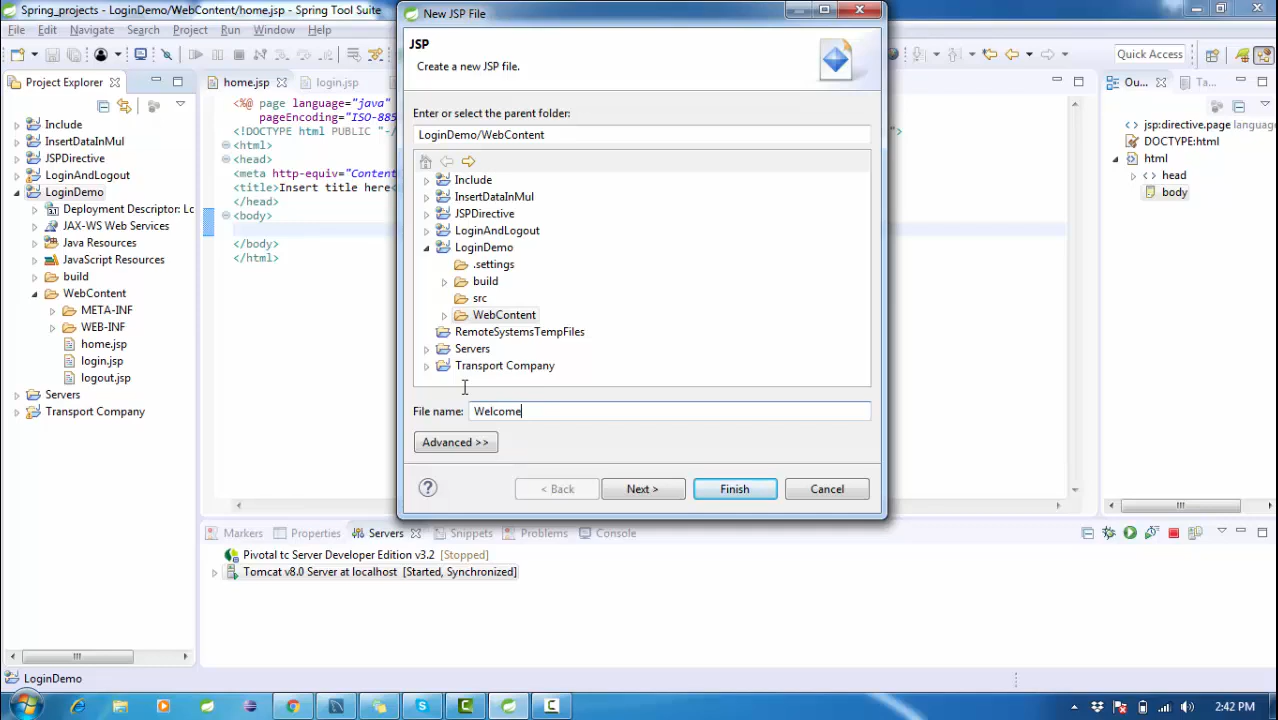 Spring_projects - LoginDemo/WebContent/home.jsp - Spring Tool Suite
File Edit Navigate Search Project Run Window Help
Quick Access
Project Explorer
Include
InsertDataInMul
JSPDirective
LoginAndLogout
LoginDemo
Deployment Descriptor: Lc
JAX-WS Web Services
Java Resources
JavaScript Resources
build
WebContent
META-INF
WEB-INF
home.jsp
login.jsp
logout.jsp
Servers
Transport Company
home.jsp login.jsp
<%@ page language="java"
pageEncoding="ISO-885
<!DOCTYPE html PUBLIC "-/
">
<html>
<head>
<meta http-equiv="Content
<title>Insert title here<
</head>
<body>
</body>
</html>
New JSP File
JSP
Create a new JSP file.
Enter or select the parent folder:
LoginDemo/WebContent
Include
InsertDataInMul
JSPDirective
LoginAndLogout
LoginDemo
.settings
build
src
WebContent
RemoteSystemsTempFiles
Servers
Transport Company
File name: Welcome
Advanced >>
< Back Next > Finish Cancel
Ou... Ta...
jsp:directive.page language
DOCTYPE:html
html
head
body
Markers Properties Servers Snippets Problems Console
Pivotal tc Server Developer Edition v3.2 [Stopped]
Tomcat v8.0 Server at localhost [Started, Synchronized]
LoginDemo
2:42 PM